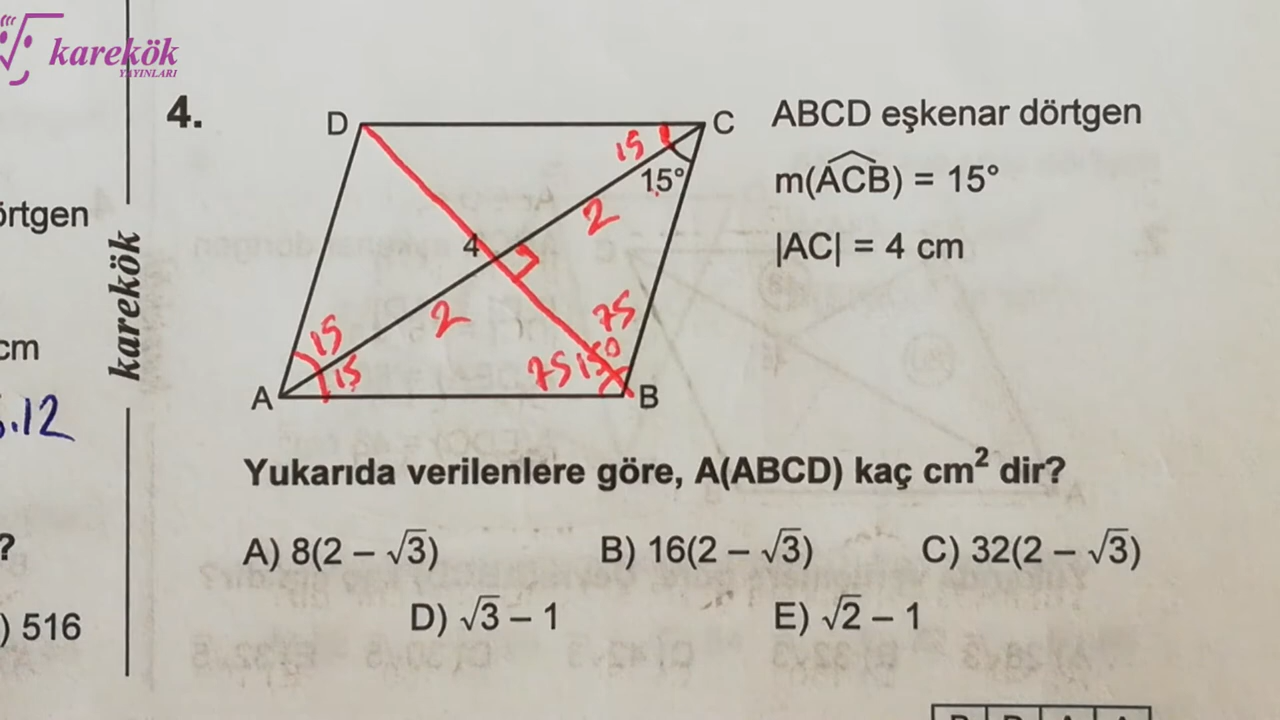 karekök
YAYINLARI
4.
D
C
ABCD eşkenar dörtgen
15
15°
m(ACB) = 15°
örtgen
2
4
|AC| = 4 cm
karekök
cm
15
2
75
15
75 150
A
B
.12
Yukarıda verilenlere göre, A(ABCD) kaç cm² dir?
?
A) 8(2 – √3)
B) 16(2 – √3)
C) 32(2 – √3)
) 516
D) √3 – 1
E) √2 – 1